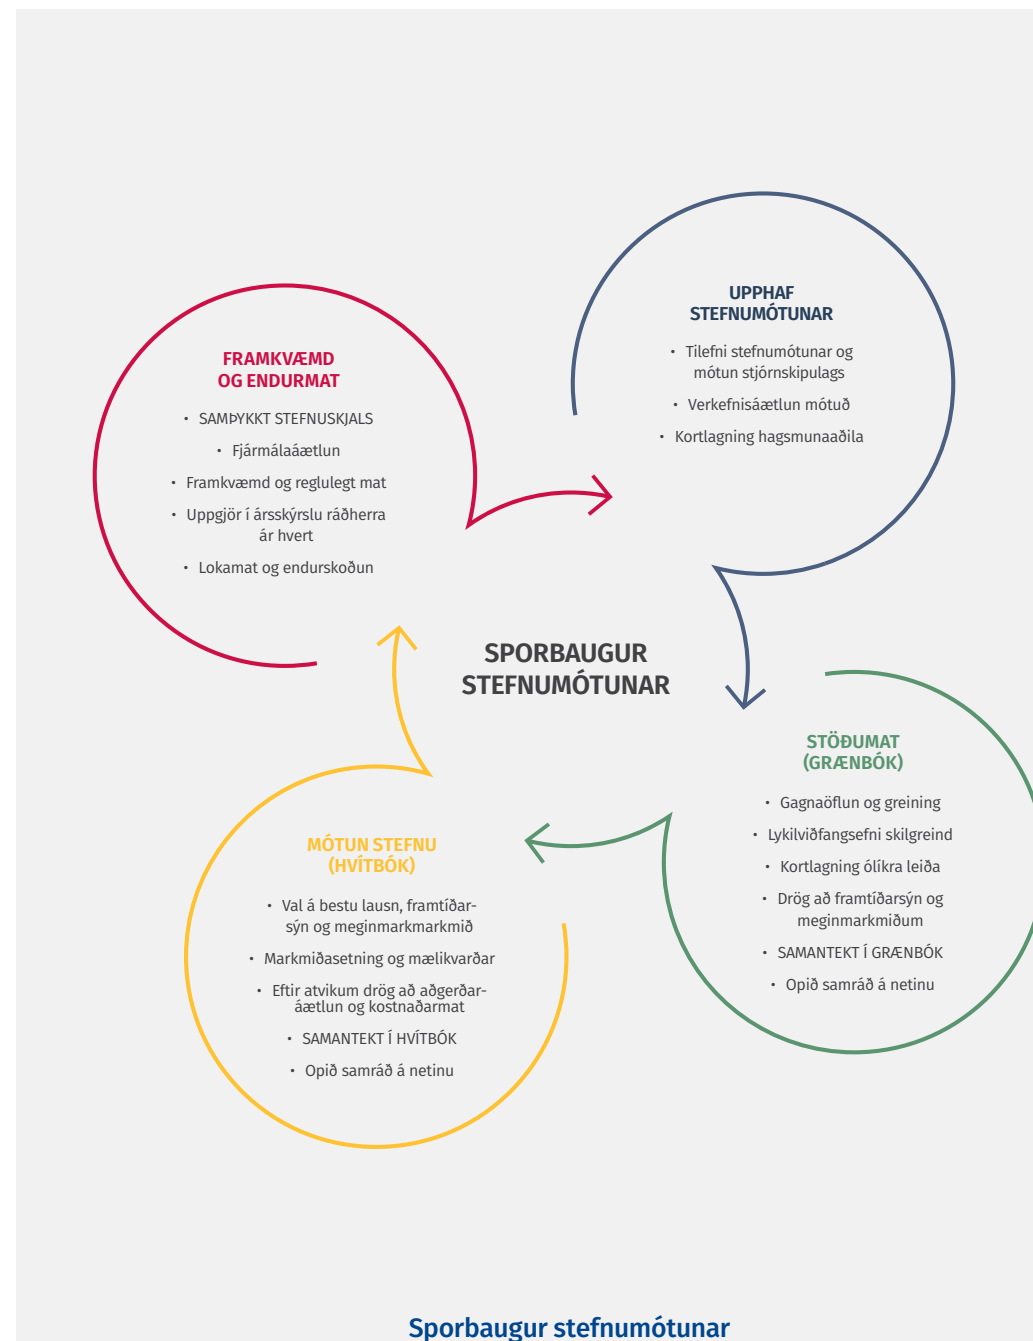 UPPHAF
STEFNUMÓTUNAR
• Tilefni stefnumótunar og
mótun stjórnskipulags
• Verkefnisáætlun mótuð
• Kortlagning hagsmunaaðila
FRAMKVÆMD
OG ENDURMAT
• SAMÞYKKT STEFNUSKJALS
• Fjármálaáætlun
• Framkvæmd og reglulegt mat
• Uppgjör í ársskýrslu ráðherra
ár hvert
• Lokamat og endurskoðun
SPORBAUGUR
STEFNUMÓTUNAR
STÖÐUMAT
(GRÆNBÓK)
• Gagnaöflun og greining
• Lykilviðfangsefni skilgreind
• Kortlagning ólíkra leiða
• Drög að framtíðarsýn og
meginmarkmiðum
• SAMANTEKT Í GRÆNBÓK
• Opið samráð á netinu
MÓTUN STEFNU
(HVÍTBÓK)
• Val á bestu lausn, framtíðar-
sýn og meginmarkmarkmið
• Markmiðasetning og mælikvarðar
• Eftir atvikum drög að aðgerðar-
áætlun og kostnaðarmat
• SAMANTEKT Í HVÍTBÓK
• Opið samráð á netinu
Sporbaugur stefnumótunar